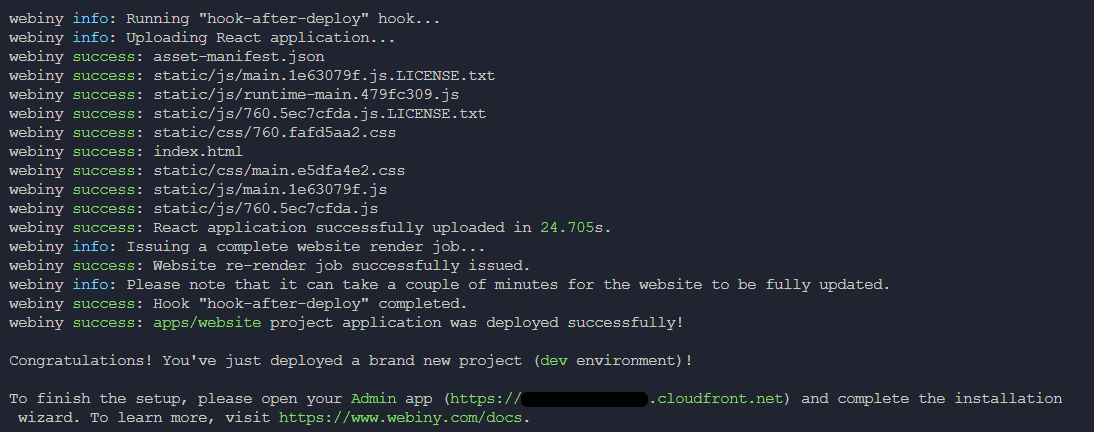 webiny info: Running "hook-after-deploy" hook...
webiny info: Uploading React application...
webiny success: asset-manifest.json
webiny success: static/js/main.1e63079f.js.LICENSE.txt
webiny success: static/js/runtime-main.479fc309.js
webiny success: static/js/760.5ec7cfda.js.LICENSE.txt
webiny success: static/css/760.fafd5aa2.css
webiny success: index.html
webiny success: static/css/main.e5dfa4e2.css
webiny success: static/js/main.1e63079f.js
webiny success: static/js/760.5ec7cfda.js
webiny success: React application successfully uploaded in 24.705s.
webiny info: Issuing a complete website render job...
webiny success: Website re-render job successfully issued.
webiny info: Please note that it can take a couple of minutes for the website to be fully updated.
webiny success: Hook "hook-after-deploy" completed.
webiny success: apps/website project application was deployed successfully!
Congratulations! You've just deployed a brand new project (dev environment)!
To finish the setup, please open your Admin app (https:// .cloudfront.net) and complete the installation
wizard. To learn more, visit https://www.webiny.com/docs.